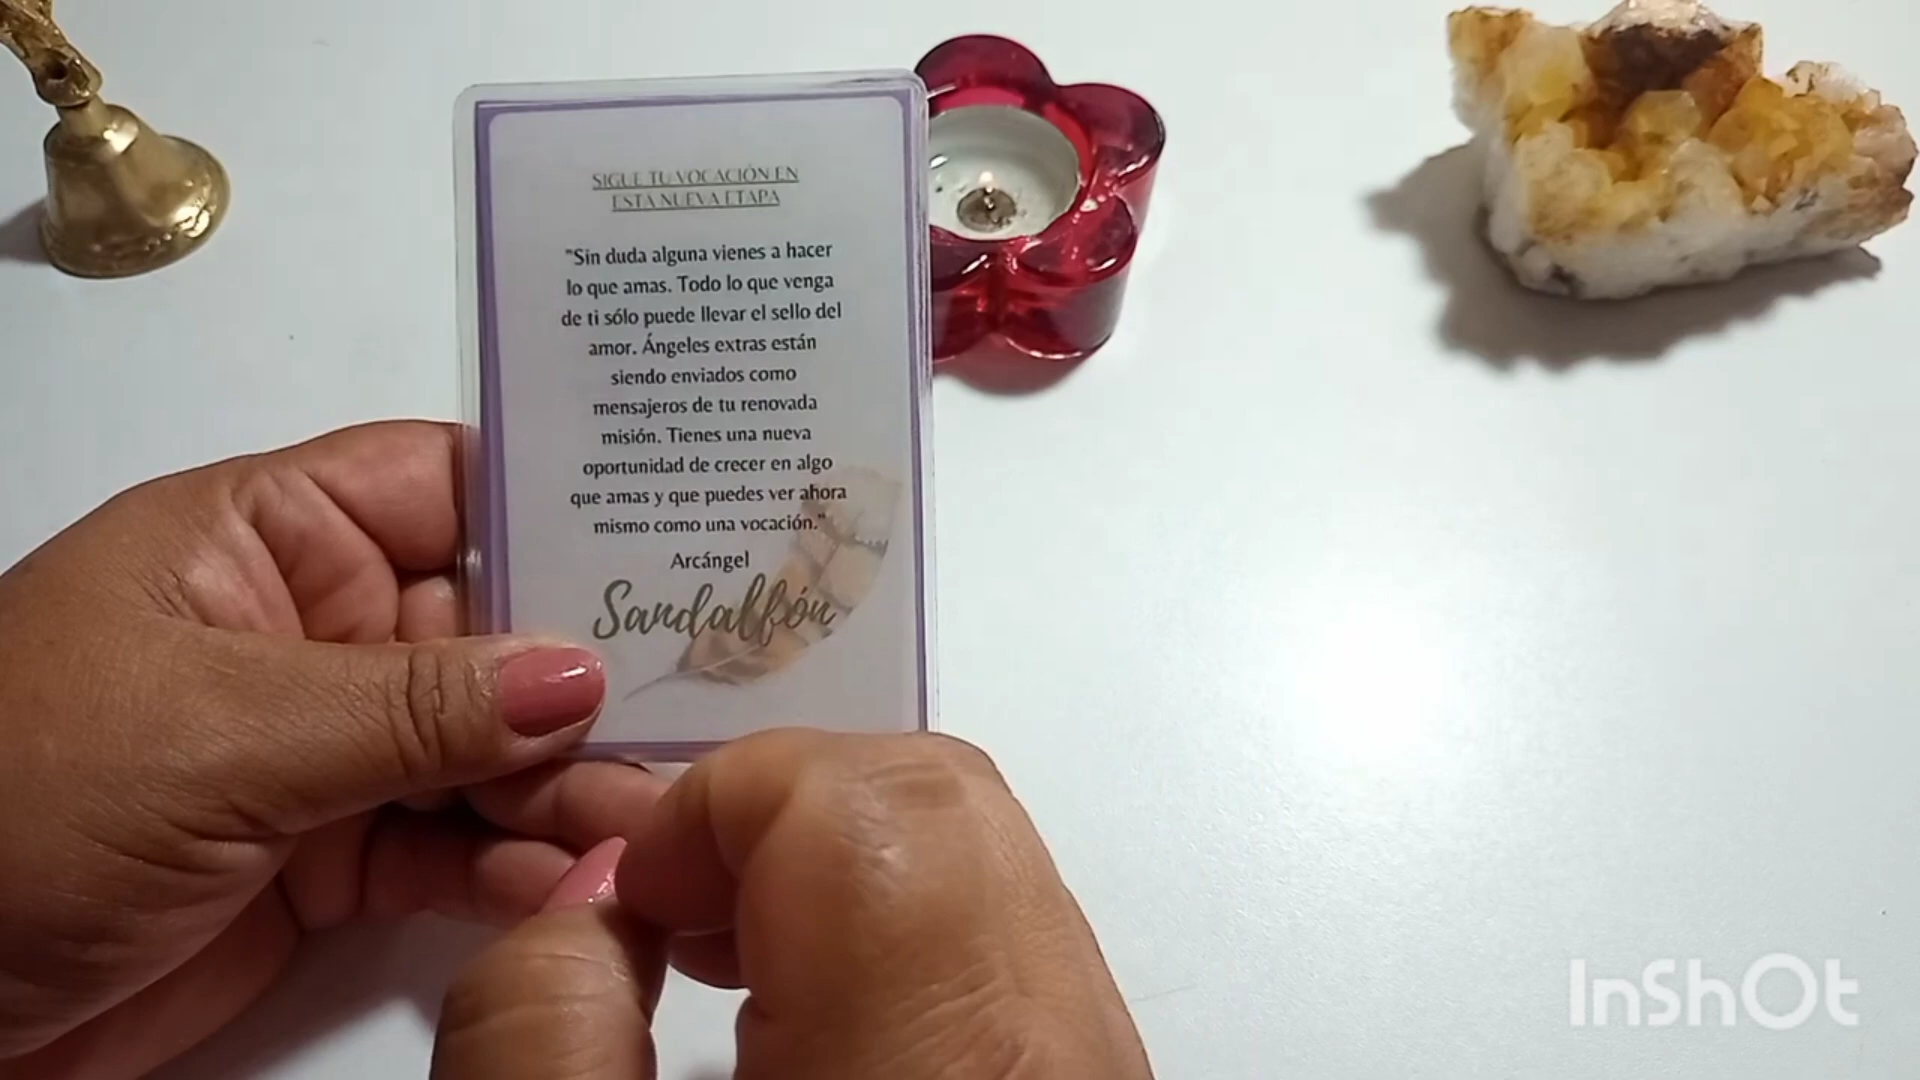 SIGUE TU VOCACIÓN EN
ESTA NUEVA ETAPA
"Sin duda alguna vienes a hacer
lo que amas. Todo lo que venga
de ti sólo puede llevar el sello del
amor. Ángeles extras están
siendo enviados como
mensajeros de tu renovada
misión. Tienes una nueva
oportunidad de crecer en algo
que amas y que puedes ver ahora
mismo como una vocación."
Arcángel
Sandalfón
InShOt